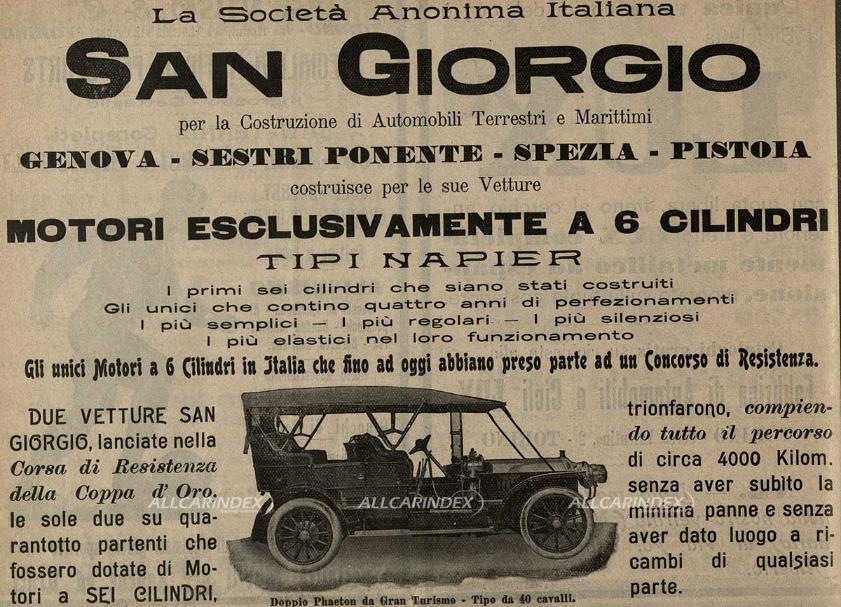 La Società Anonima Italiana
SAN GIORGIO
per la Costruzione di Automobili Terrestri e Marittimi
GENOVA - SESTRI PONENTE - SPEZIA - PISTOIA
costruisce per le sue Vetture
MOTORI ESCLUSIVAMENTE A 6 CILINDRI
TIPI NAPIER
I primi sei cilindri che siano stati costruiti
Gli unici che contino quattro anni di perfezionamenti
I più semplici — I più regolari — I più silenziosi
I più elastici nel loro funzionamento
Gli unici Motori a 6 Cilindri in Italia che fino ad oggi abbiano preso parte ad un Concorso di Resistenza.
DUE VETTURE SAN
GIORGIO, lanciate nella
Corsa di Resistenza
della Coppa d'Oro,
le sole due su qua-
rantotto partenti che
fossero dotate di Mo-
tori a SEI CILINDRI,
trionfarono, compien-
do tutto il percorso
di circa 4000 Kilom.
senza aver subìto la
minima panne e senza
aver dato luogo a ri-
cambi di qualsiasi
parte.
ALLCARINDEX
ALLCARINDEX
ALLCARINDEX
Doppio Phaeton da Gran Turismo - Tipo da 40 cavalli.